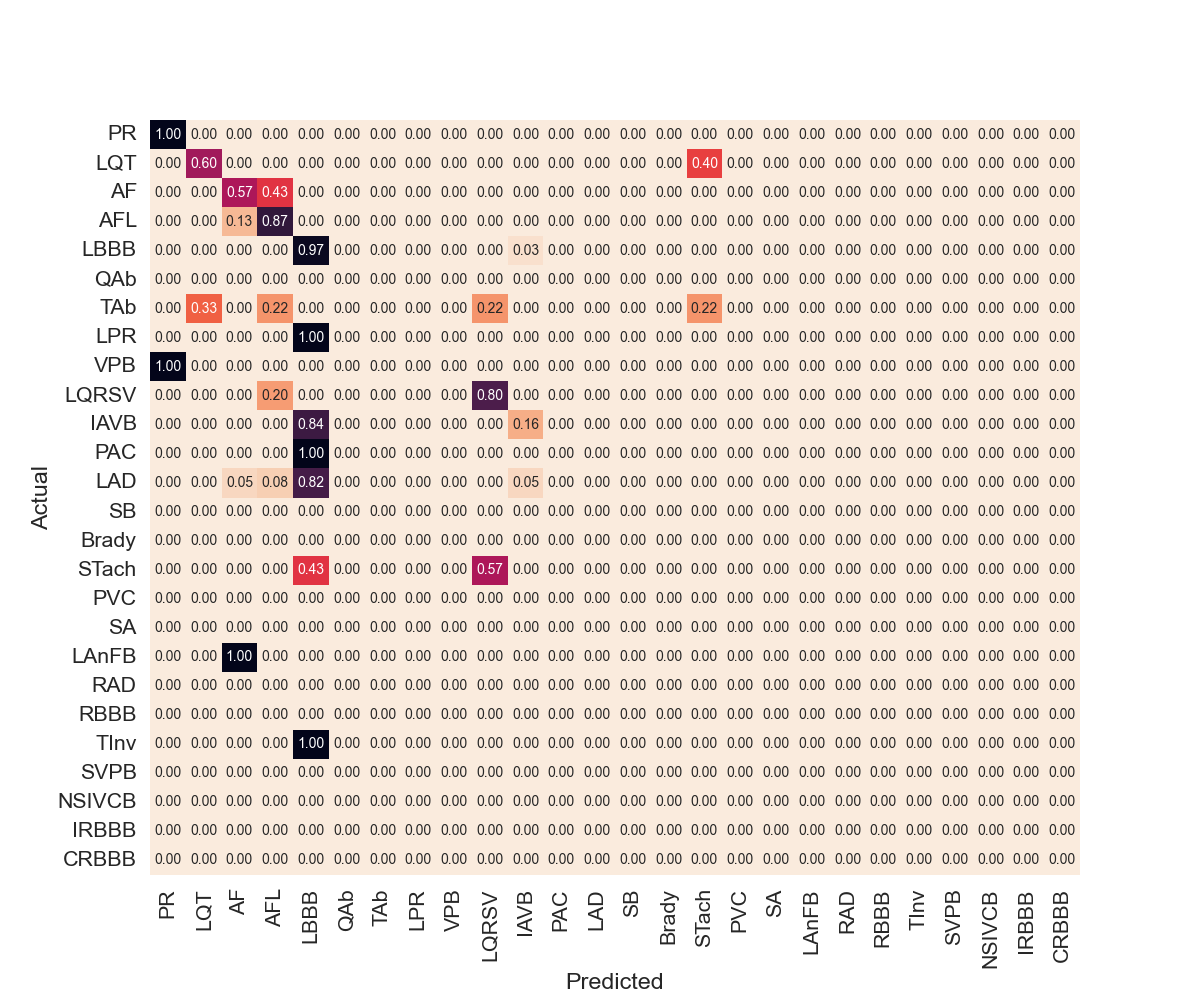 PR 1.00 0.00 0.00 0.00 0.00 0.00 0.00 0.00 0.00 0.00 0.00 0.00 0.00 0.00 0.00 0.00 0.00 0.00 0.00 0.00 0.00 0.00 0.00 0.00 0.00 0.00
LQT 0.00 0.60 0.00 0.00 0.00 0.00 0.00 0.00 0.00 0.00 0.00 0.00 0.00 0.00 0.00 0.40 0.00 0.00 0.00 0.00 0.00 0.00 0.00 0.00 0.00 0.00
AF 0.00 0.00 0.57 0.43 0.00 0.00 0.00 0.00 0.00 0.00 0.00 0.00 0.00 0.00 0.00 0.00 0.00 0.00 0.00 0.00 0.00 0.00 0.00 0.00 0.00 0.00
AFL 0.00 0.00 0.13 0.87 0.00 0.00 0.00 0.00 0.00 0.00 0.00 0.00 0.00 0.00 0.00 0.00 0.00 0.00 0.00 0.00 0.00 0.00 0.00 0.00 0.00 0.00
LBBB 0.00 0.00 0.00 0.00 0.97 0.00 0.00 0.00 0.00 0.00 0.03 0.00 0.00 0.00 0.00 0.00 0.00 0.00 0.00 0.00 0.00 0.00 0.00 0.00 0.00 0.00
QAb 0.00 0.00 0.00 0.00 0.00 0.00 0.00 0.00 0.00 0.00 0.00 0.00 0.00 0.00 0.00 0.00 0.00 0.00 0.00 0.00 0.00 0.00 0.00 0.00 0.00 0.00
TAb 0.00 0.33 0.00 0.22 0.00 0.00 0.00 0.00 0.00 0.22 0.00 0.00 0.00 0.00 0.00 0.22 0.00 0.00 0.00 0.00 0.00 0.00 0.00 0.00 0.00 0.00
LPR 0.00 0.00 0.00 0.00 1.00 0.00 0.00 0.00 0.00 0.00 0.00 0.00 0.00 0.00 0.00 0.00 0.00 0.00 0.00 0.00 0.00 0.00 0.00 0.00 0.00 0.00
VPB 1.00 0.00 0.00 0.00 0.00 0.00 0.00 0.00 0.00 0.00 0.00 0.00 0.00 0.00 0.00 0.00 0.00 0.00 0.00 0.00 0.00 0.00 0.00 0.00 0.00 0.00
LQRSV 0.00 0.00 0.00 0.20 0.00 0.00 0.00 0.00 0.00 0.80 0.00 0.00 0.00 0.00 0.00 0.00 0.00 0.00 0.00 0.00 0.00 0.00 0.00 0.00 0.00 0.00
IAVB 0.00 0.00 0.00 0.00 0.84 0.00 0.00 0.00 0.00 0.00 0.16 0.00 0.00 0.00 0.00 0.00 0.00 0.00 0.00 0.00 0.00 0.00 0.00 0.00 0.00 0.00
PAC 0.00 0.00 0.00 0.00 1.00 0.00 0.00 0.00 0.00 0.00 0.00 0.00 0.00 0.00 0.00 0.00 0.00 0.00 0.00 0.00 0.00 0.00 0.00 0.00 0.00 0.00
LAD 0.00 0.00 0.05 0.08 0.82 0.00 0.00 0.00 0.00 0.00 0.05 0.00 0.00 0.00 0.00 0.00 0.00 0.00 0.00 0.00 0.00 0.00 0.00 0.00 0.00 0.00
SB 0.00 0.00 0.00 0.00 0.00 0.00 0.00 0.00 0.00 0.00 0.00 0.00 0.00 0.00 0.00 0.00 0.00 0.00 0.00 0.00 0.00 0.00 0.00 0.00 0.00 0.00
Brady 0.00 0.00 0.00 0.00 0.00 0.00 0.00 0.00 0.00 0.00 0.00 0.00 0.00 0.00 0.00 0.00 0.00 0.00 0.00 0.00 0.00 0.00 0.00 0.00 0.00 0.00
STach 0.00 0.00 0.00 0.00 0.43 0.00 0.00 0.00 0.00 0.57 0.00 0.00 0.00 0.00 0.00 0.00 0.00 0.00 0.00 0.00 0.00 0.00 0.00 0.00 0.00 0.00
PVC 0.00 0.00 0.00 0.00 0.00 0.00 0.00 0.00 0.00 0.00 0.00 0.00 0.00 0.00 0.00 0.00 0.00 0.00 0.00 0.00 0.00 0.00 0.00 0.00 0.00 0.00
SA 0.00 0.00 0.00 0.00 0.00 0.00 0.00 0.00 0.00 0.00 0.00 0.00 0.00 0.00 0.00 0.00 0.00 0.00 0.00 0.00 0.00 0.00 0.00 0.00 0.00 0.00
LAnFB 0.00 0.00 1.00 0.00 0.00 0.00 0.00 0.00 0.00 0.00 0.00 0.00 0.00 0.00 0.00 0.00 0.00 0.00 0.00 0.00 0.00 0.00 0.00 0.00 0.00 0.00
RAD 0.00 0.00 0.00 0.00 0.00 0.00 0.00 0.00 0.00 0.00 0.00 0.00 0.00 0.00 0.00 0.00 0.00 0.00 0.00 0.00 0.00 0.00 0.00 0.00 0.00 0.00
RBBB 0.00 0.00 0.00 0.00 0.00 0.00 0.00 0.00 0.00 0.00 0.00 0.00 0.00 0.00 0.00 0.00 0.00 0.00 0.00 0.00 0.00 0.00 0.00 0.00 0.00 0.00
TInv 0.00 0.00 0.00 0.00 1.00 0.00 0.00 0.00 0.00 0.00 0.00 0.00 0.00 0.00 0.00 0.00 0.00 0.00 0.00 0.00 0.00 0.00 0.00 0.00 0.00 0.00
SVPB 0.00 0.00 0.00 0.00 0.00 0.00 0.00 0.00 0.00 0.00 0.00 0.00 0.00 0.00 0.00 0.00 0.00 0.00 0.00 0.00 0.00 0.00 0.00 0.00 0.00 0.00
NSIVCB 0.00 0.00 0.00 0.00 0.00 0.00 0.00 0.00 0.00 0.00 0.00 0.00 0.00 0.00 0.00 0.00 0.00 0.00 0.00 0.00 0.00 0.00 0.00 0.00 0.00 0.00
IRBBB 0.00 0.00 0.00 0.00 0.00 0.00 0.00 0.00 0.00 0.00 0.00 0.00 0.00 0.00 0.00 0.00 0.00 0.00 0.00 0.00 0.00 0.00 0.00 0.00 0.00 0.00
CRBBB 0.00 0.00 0.00 0.00 0.00 0.00 0.00 0.00 0.00 0.00 0.00 0.00 0.00 0.00 0.00 0.00 0.00 0.00 0.00 0.00 0.00 0.00 0.00 0.00 0.00 0.00
Actual
PR LQT AF AFL LBBB QAb TAb LPR VPB LQRSV IAVB PAC LAD SB Brady STach PVC SA LAnFB RAD RBBB TInv SVPB NSIVCB IRBBB CRBBB
Predicted